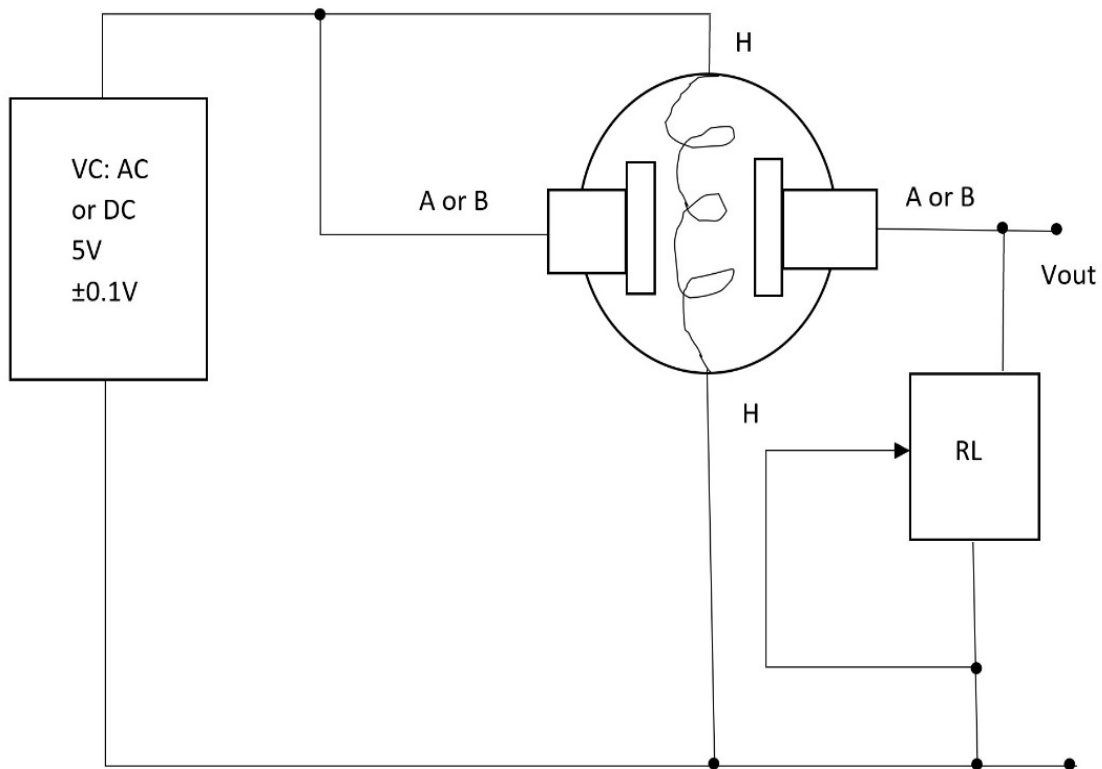 H
VC: AC
or DC
5V
±0.1V
A or B
A or B
Vout
H
RL